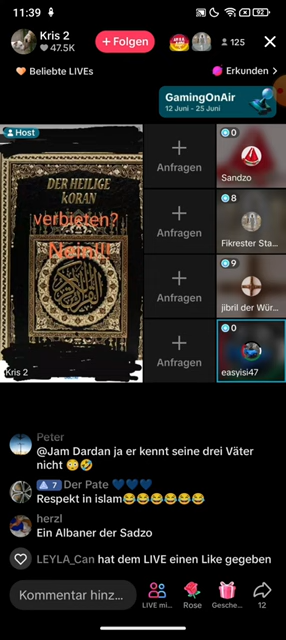 11:39
92
Kris 2
47.5K
+ Folgen
125
Beliebte LIVEs
Erkunden >
GamingOnAir
12 Juni - 25 Juni
Host
DER HEILIGE
KORAN
verbieten?
Nein!!!
Kris 2
Anfragen
Anfragen
Anfragen
Anfragen
0
Sandzo
8
Fikrester Sta...
9
jibril der Wür...
0
easyisi47
Peter
@Jam Dardan ja er kennt seine drei Väter
nicht 😳🤣
7 Der Pate 💙💙💙
Respekt in islam😂😂😂😂😂😂
herzl
Ein Albaner der Sadzo
LEYLA_Can hat dem LIVE einen Like gegeben
Kommentar hinz...
LIVE mi...
Rose
Gesche...
12